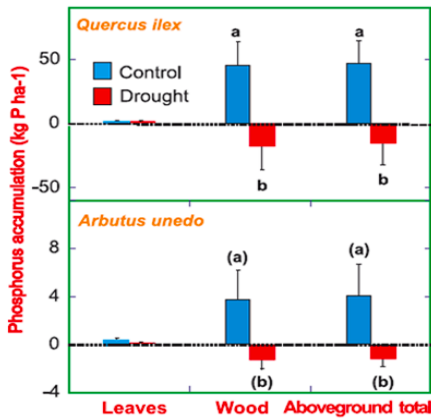 Quercus ilex
a
a
50
Control
Drought
0
Phosphorus accumulation (kg P ha-1)
b
b
-50
Arbutus unedo
8
(a)
(a)
4
0
(b)
(b)
-4
Leaves Wood Aboveground total